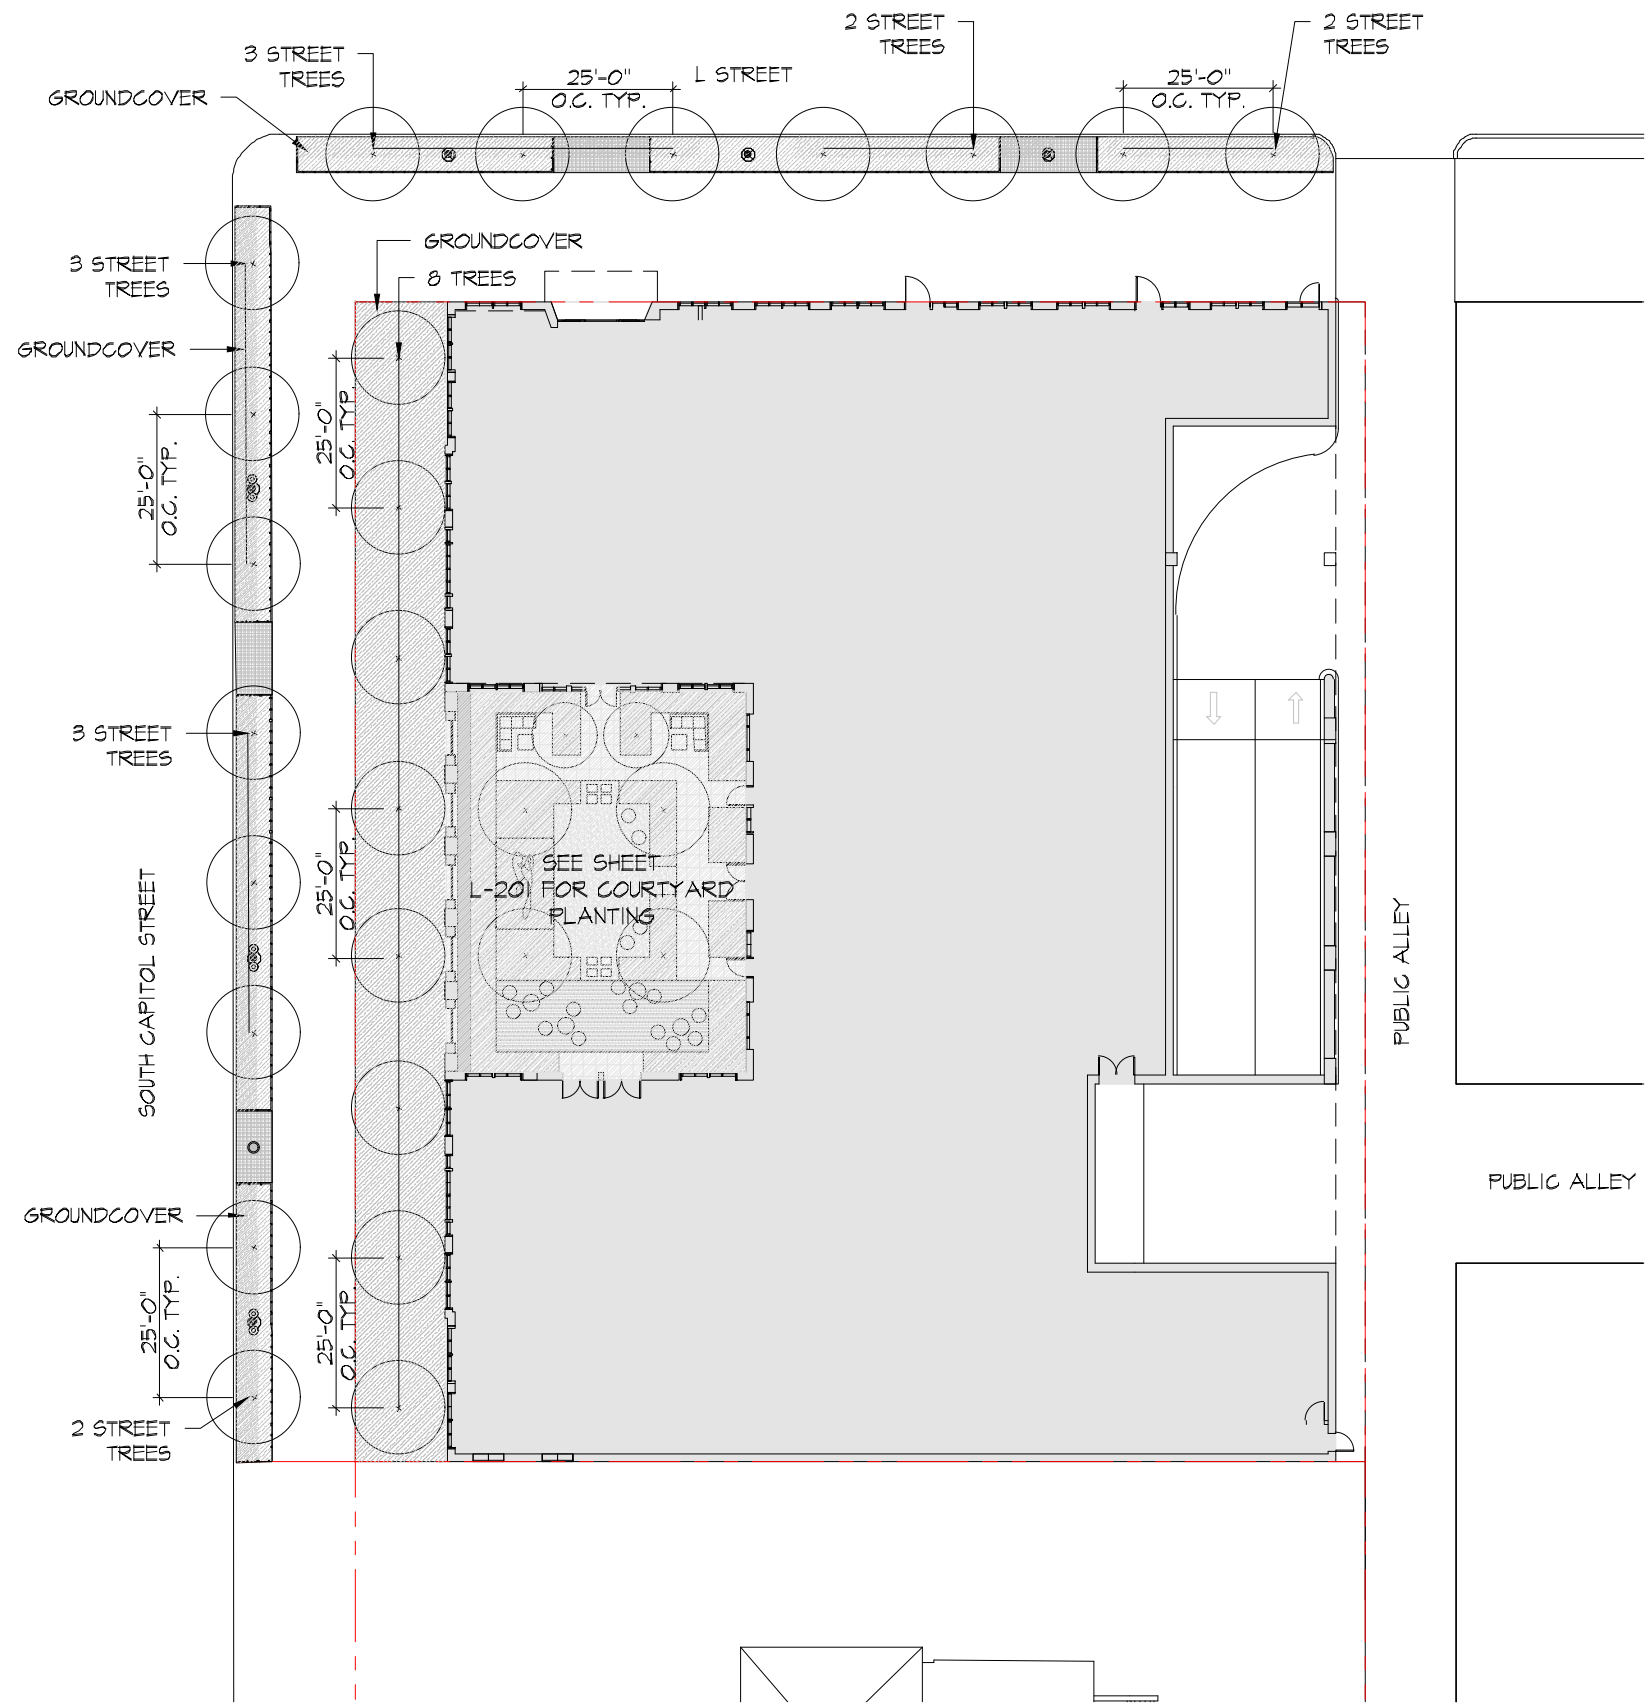 2 STREET
TREES
2 STREET
TREES
3 STREET
TREES
25'-0"
O.C. TYP.
L STREET
25'-0"
O.C. TYP.
GROUNDCOVER
GROUNDCOVER
8 TREES
3 STREET
TREES
GROUNDCOVER
25'-0"
O.C. TYP.
25'-0"
O.C. TYP.
3 STREET
TREES
25'-0"
O.C. TYP.
SEE SHEET
L-201 FOR COURTYARD
PLANTING
SOUTH CAPITOL STREET
PUBLIC ALLEY
PUBLIC ALLEY
GROUNDCOVER
25'-0"
O.C. TYP.
25'-0"
O.C. TYP.
2 STREET
TREES